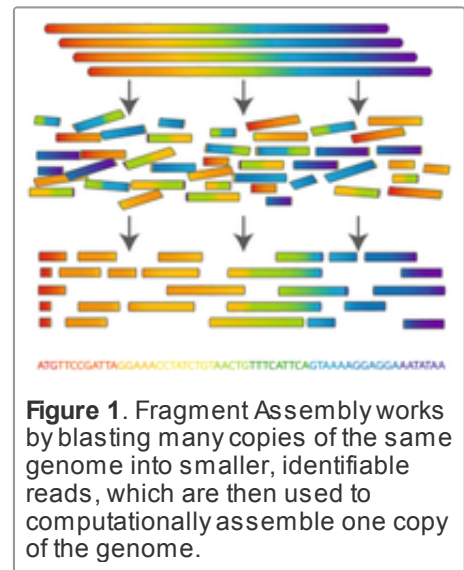 ATGTTCCGATTAGGAAACCTATCTGTAACTGTTTCATTCAGTAAAAGGAGGAAATATAA
Figure 1. Fragment Assembly works
by blasting many copies of the same
genome into smaller, identifiable
reads, which are then used to
computationally assemble one copy
of the genome.